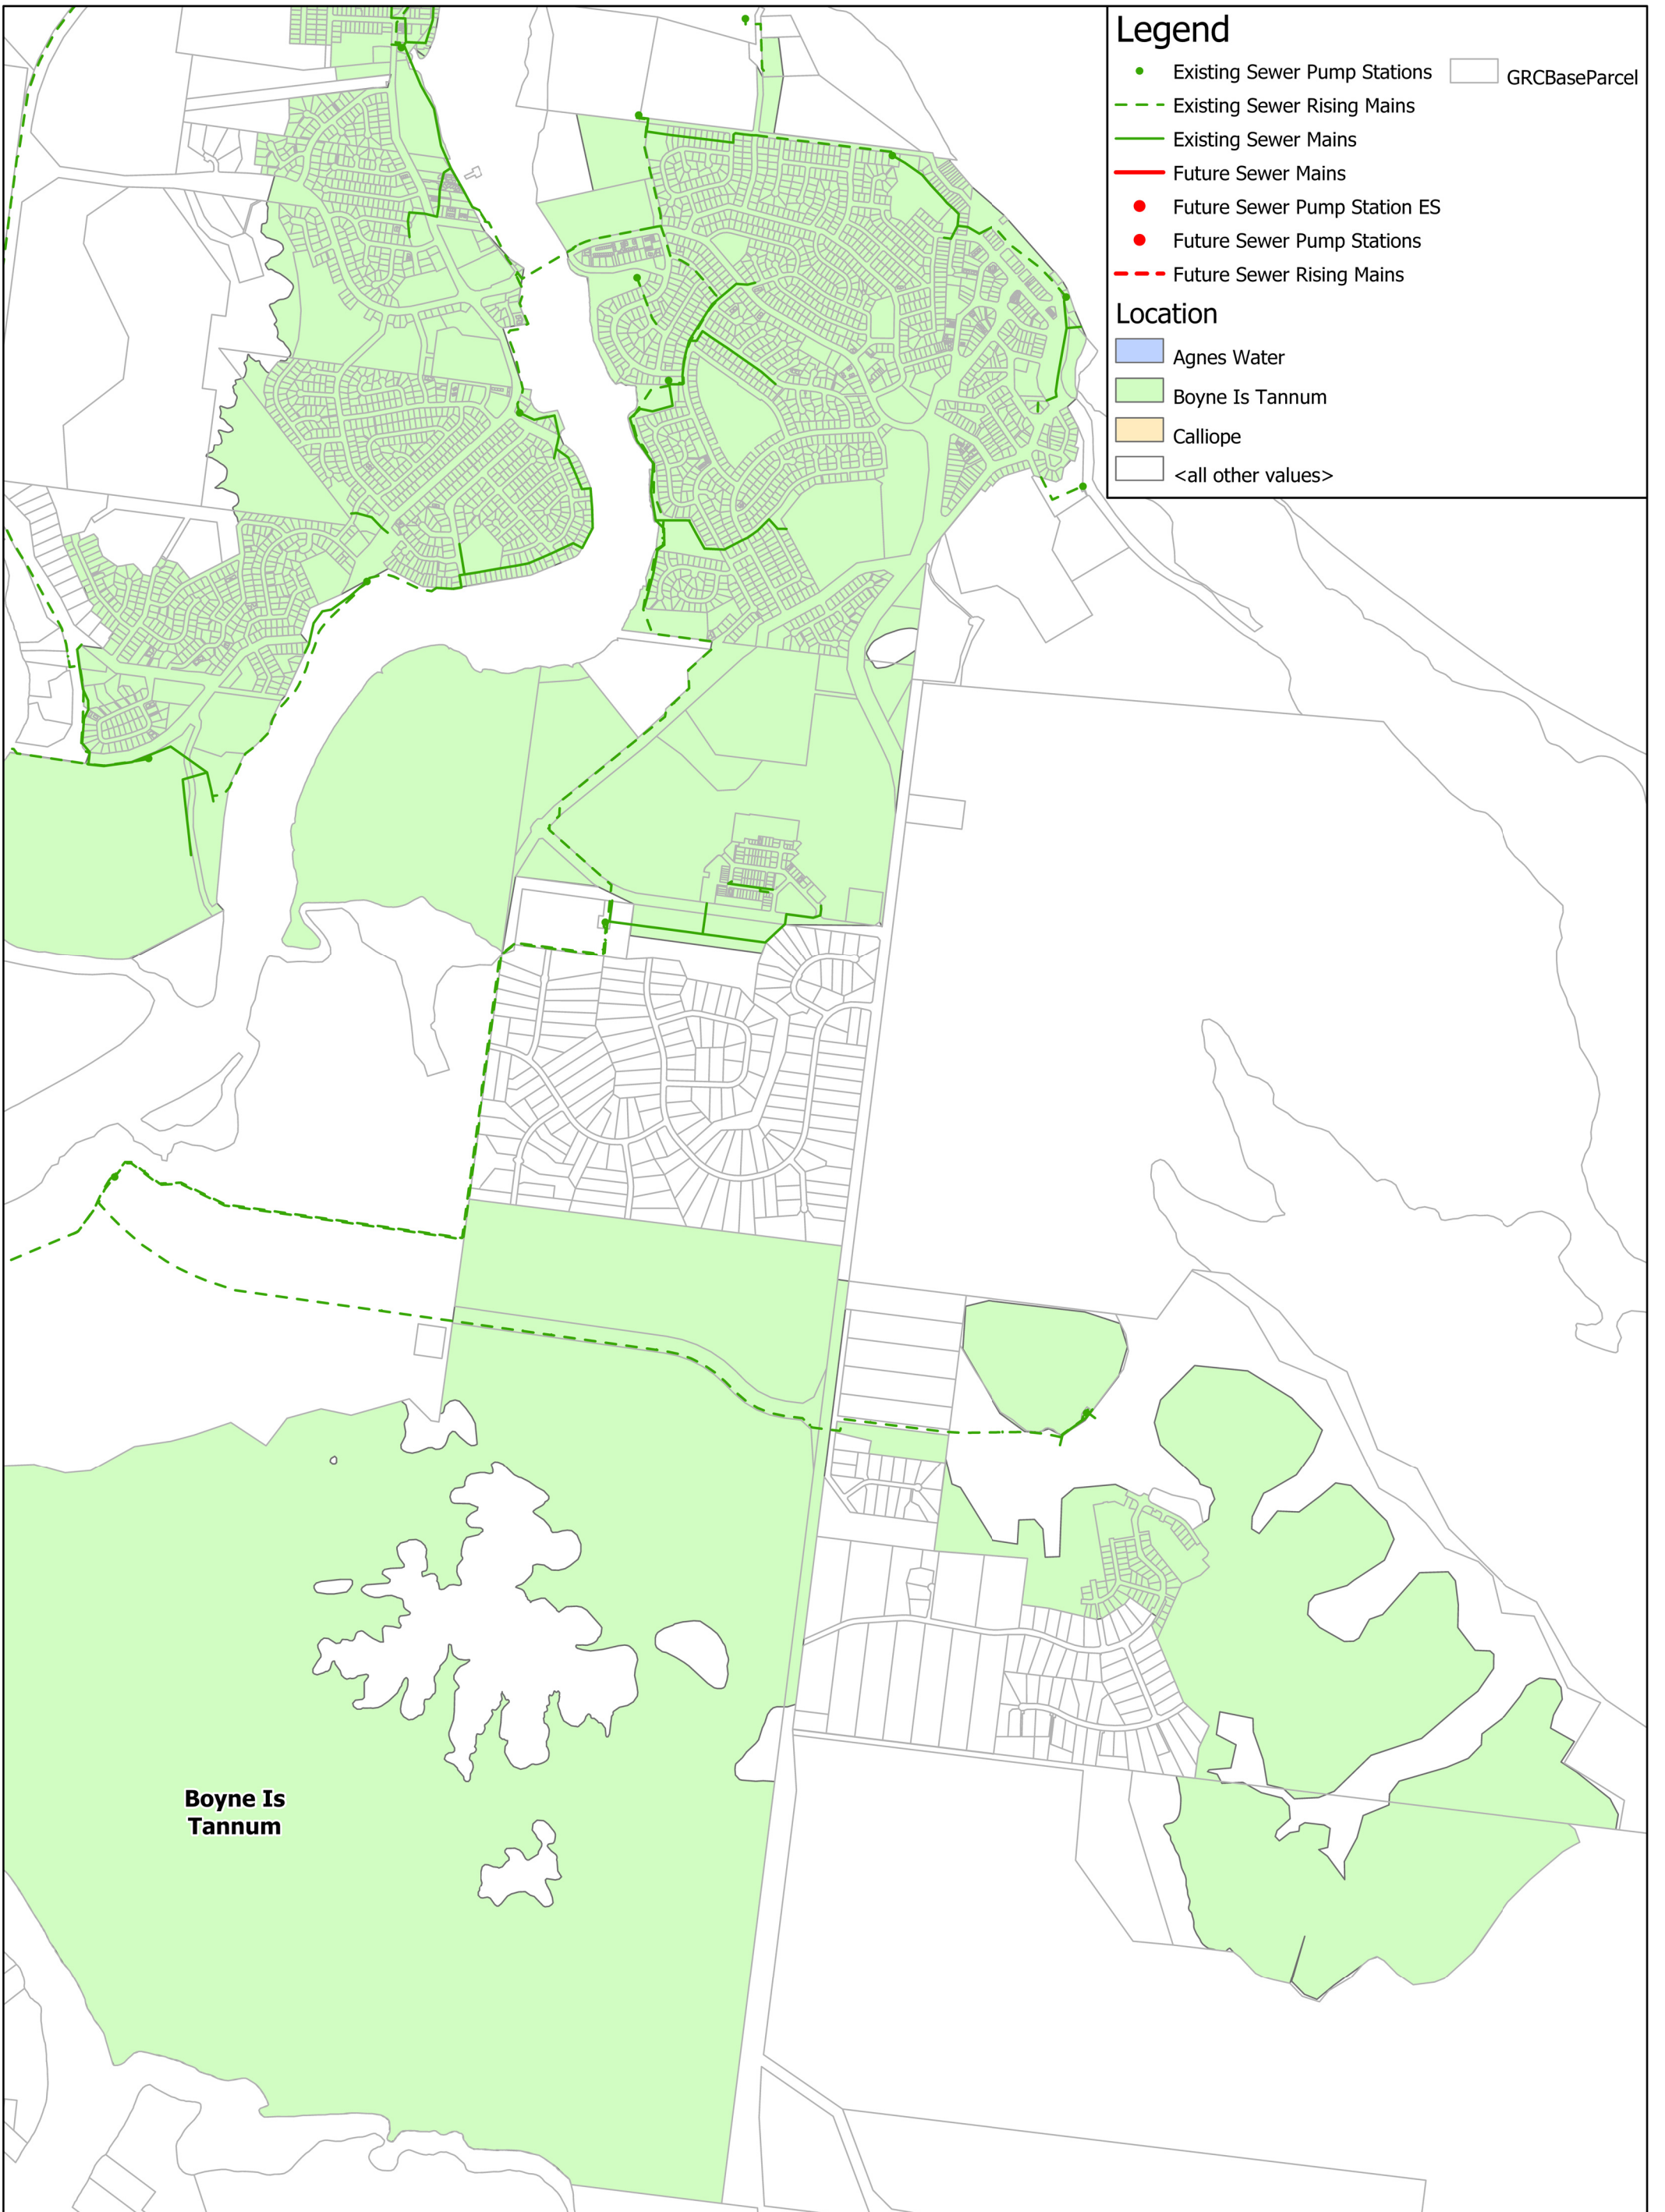 Legend
Existing Sewer Pump Stations
GRCBaseParcel
Existing Sewer Rising Mains
Existing Sewer Mains
Future Sewer Mains
Future Sewer Pump Station ES
Future Sewer Pump Stations
Future Sewer Rising Mains
Location
Agnes Water
Boyne Is Tannum
Calliope
<all other values>
Boyne Is
Tannum